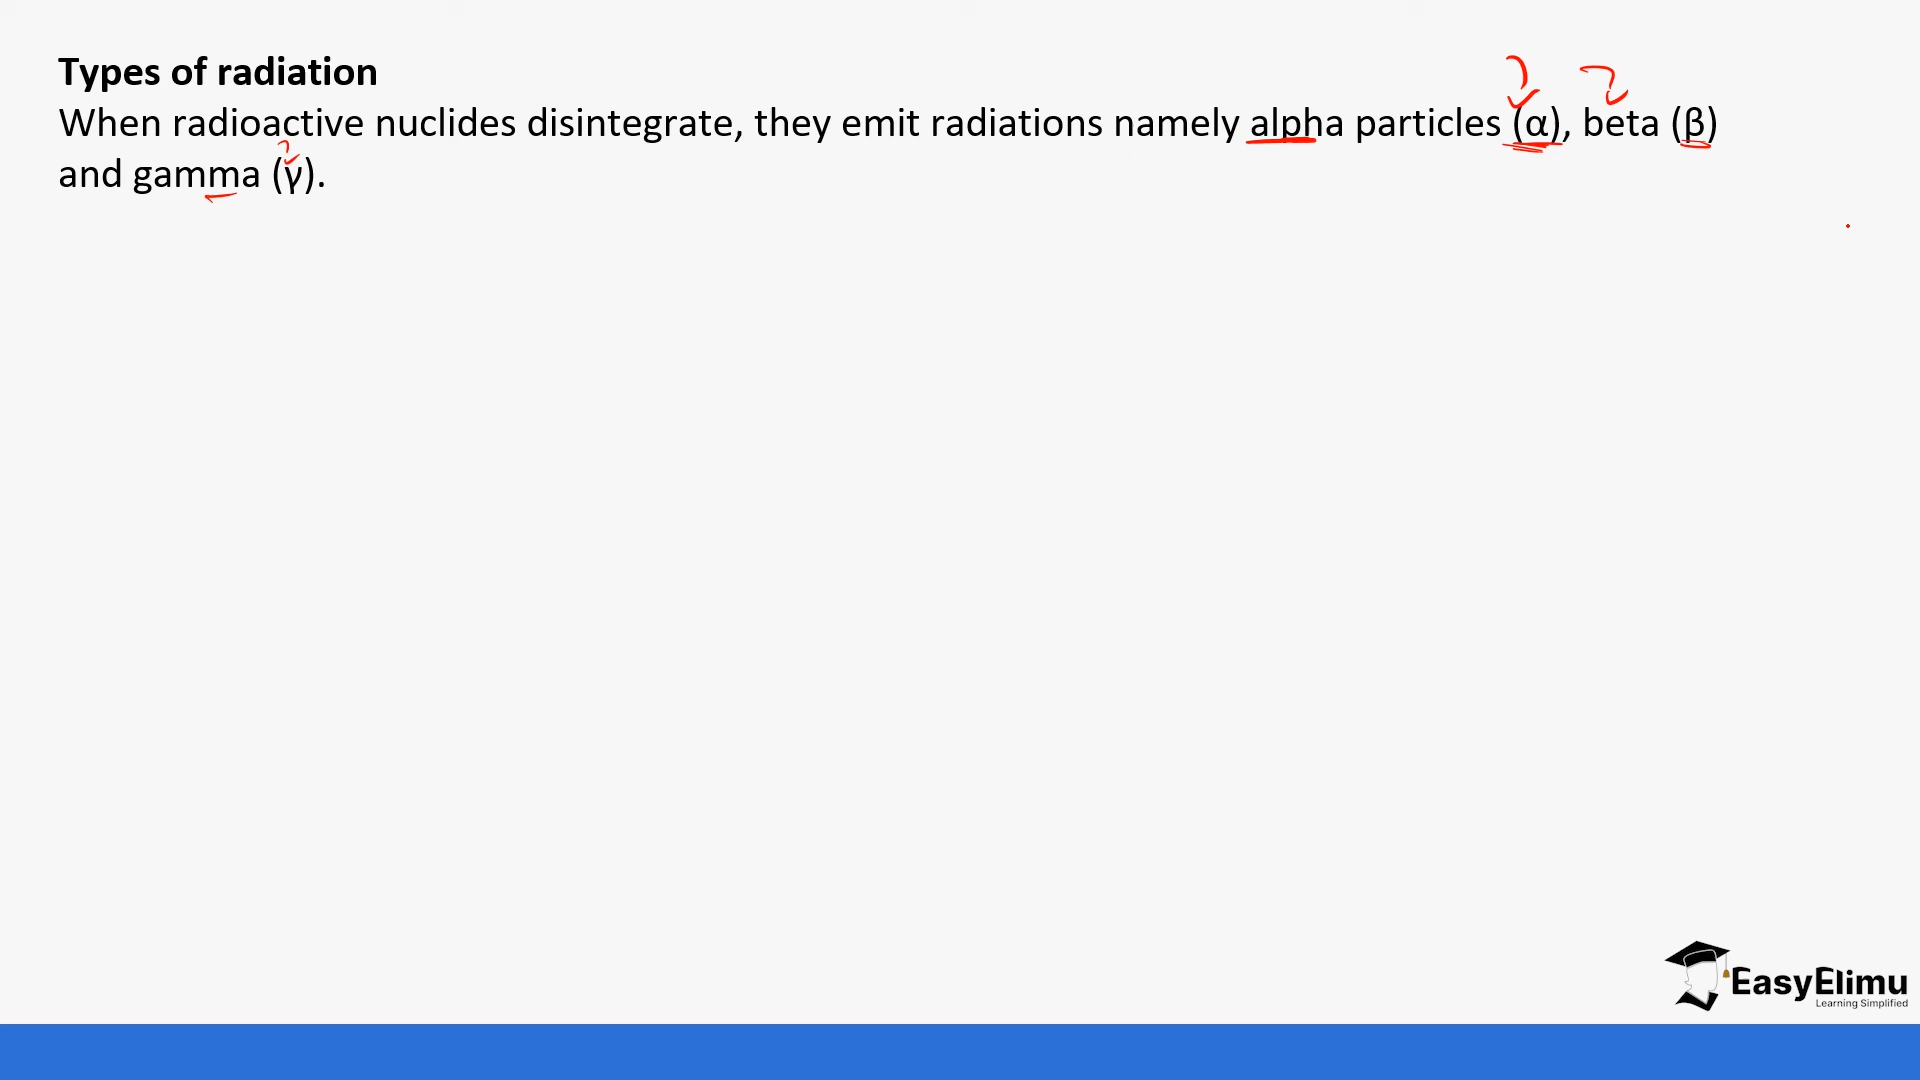 Types of radiation
When radioactive nuclides disintegrate, they emit radiations namely alpha particles (α), beta (β)
and gamma (γ).
EasyElimu
Learning Simplified